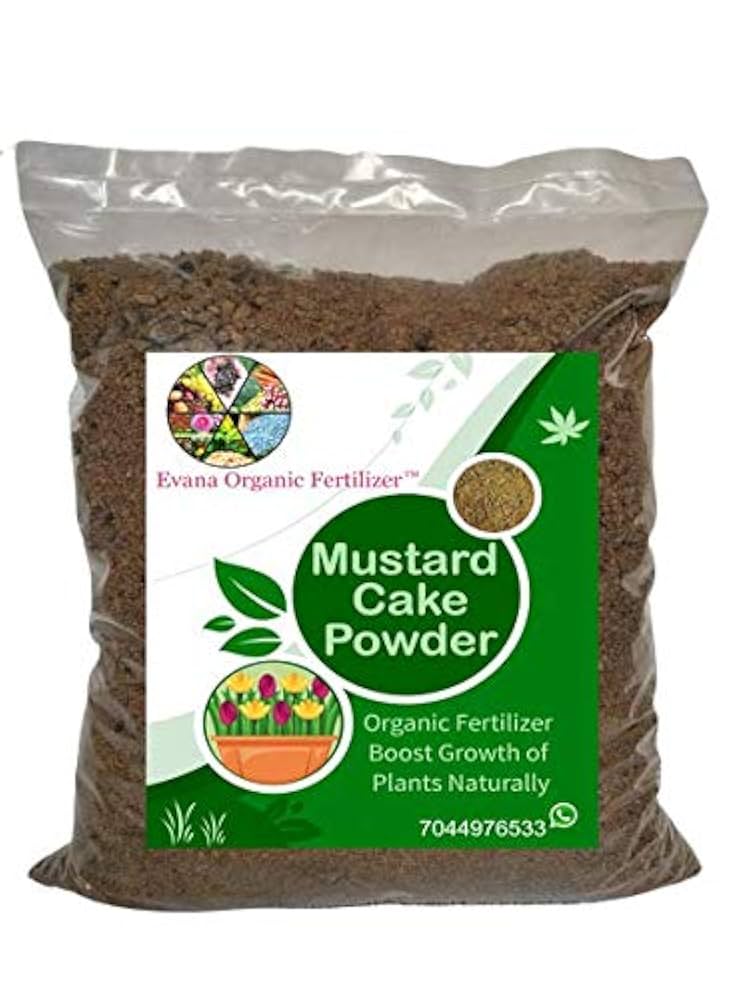 Evana Organic Fertilizer™
Mustard
Cake
Powder
Organic Fertilizer
Boost Growth of
Plants Naturally
7044976533